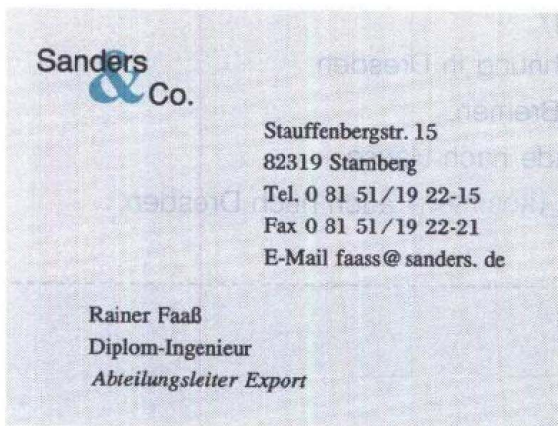 Sanders
& Co.
Stauffenbergstr. 15
82319 Starnberg
Tel. 0 81 51/19 22-15
Fax 0 81 51/19 22-21
E-Mail faass@ sanders. de
Rainer Faaß
Diplom-Ingenieur
Abteilungsleiter Export